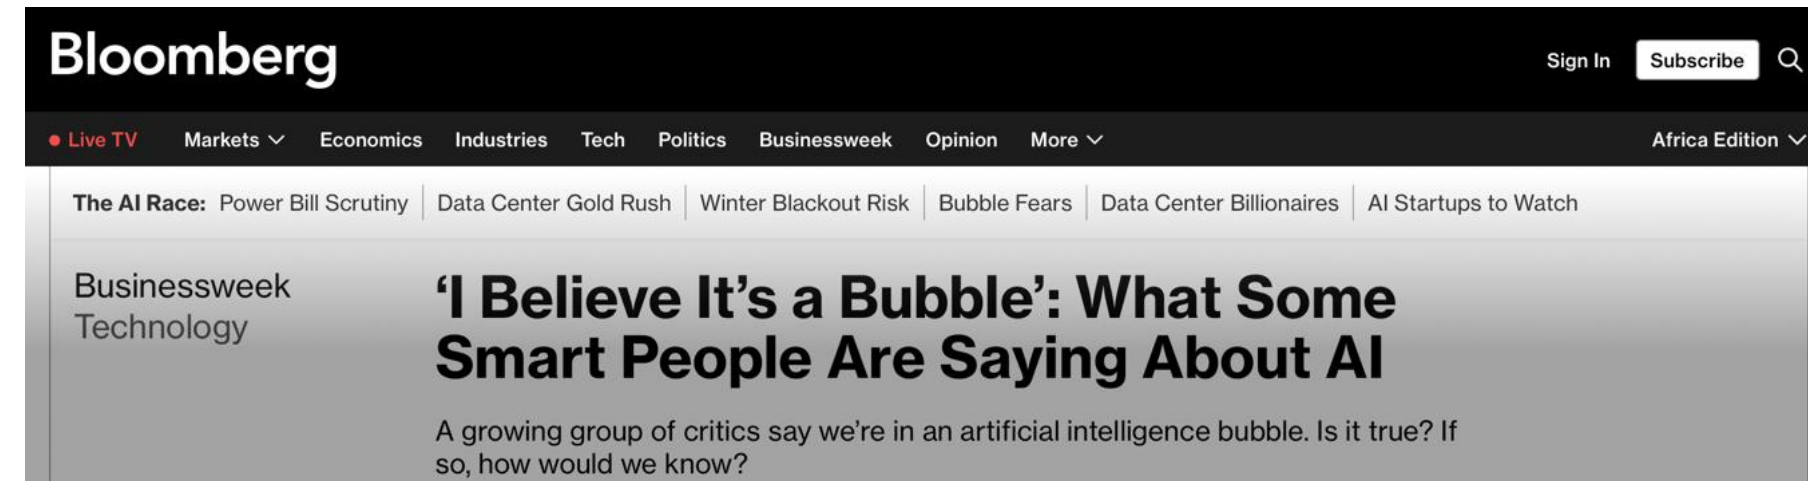 Bloomberg
Sign In Subscribe
Live TV Markets Economics Industries Tech Politics Businessweek Opinion More Africa Edition
The AI Race: Power Bill Scrutiny Data Center Gold Rush Winter Blackout Risk Bubble Fears Data Center Billionaires AI Startups to Watch
Businessweek
Technology
‘I Believe It’s a Bubble’: What Some
Smart People Are Saying About AI
A growing group of critics say we’re in an artificial intelligence bubble. Is it true? If
so, how would we know?